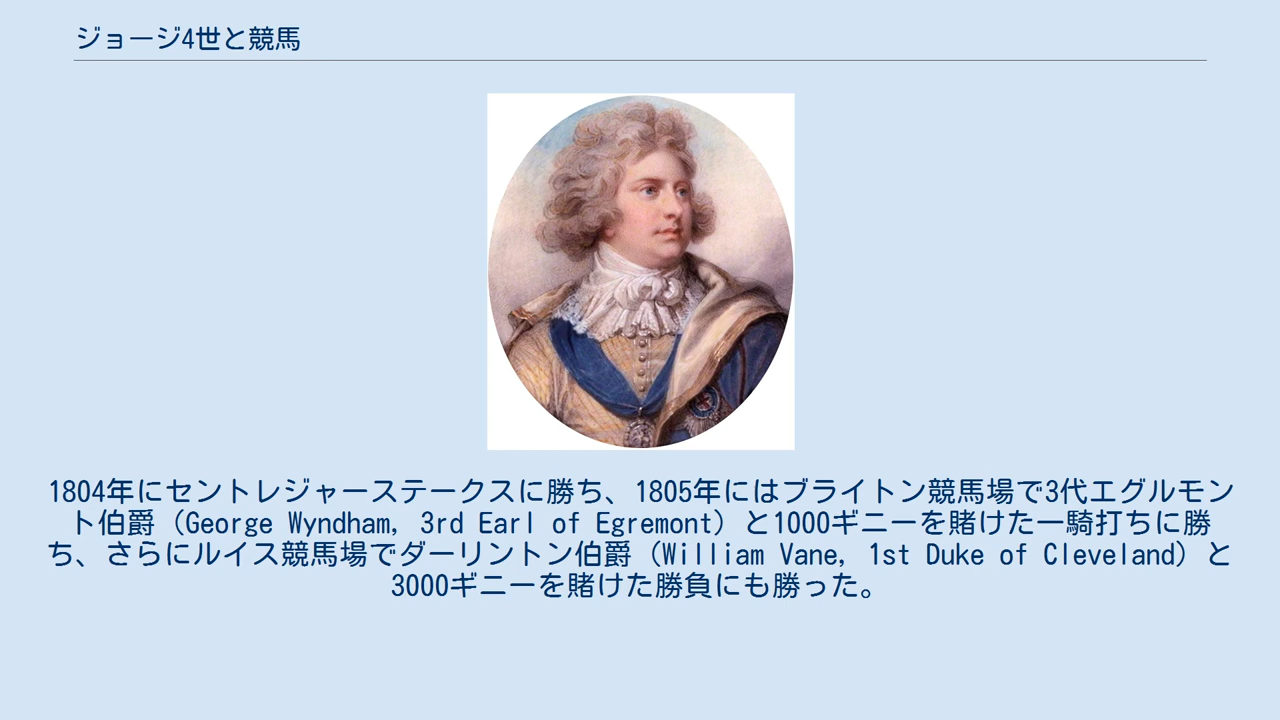 ジョージ4世と競馬
1804年にセントレジャーステークスに勝ち、1805年にはブライトン競馬場で3代エグルモン
ト伯爵（George Wyndham, 3rd Earl of Egremont）と1000ギニーを賭けた一騎打ちに勝
ち、さらにルイス競馬場でダーリントン伯爵（William Vane, 1st Duke of Cleveland）と
3000ギニーを賭けた勝負にも勝った。